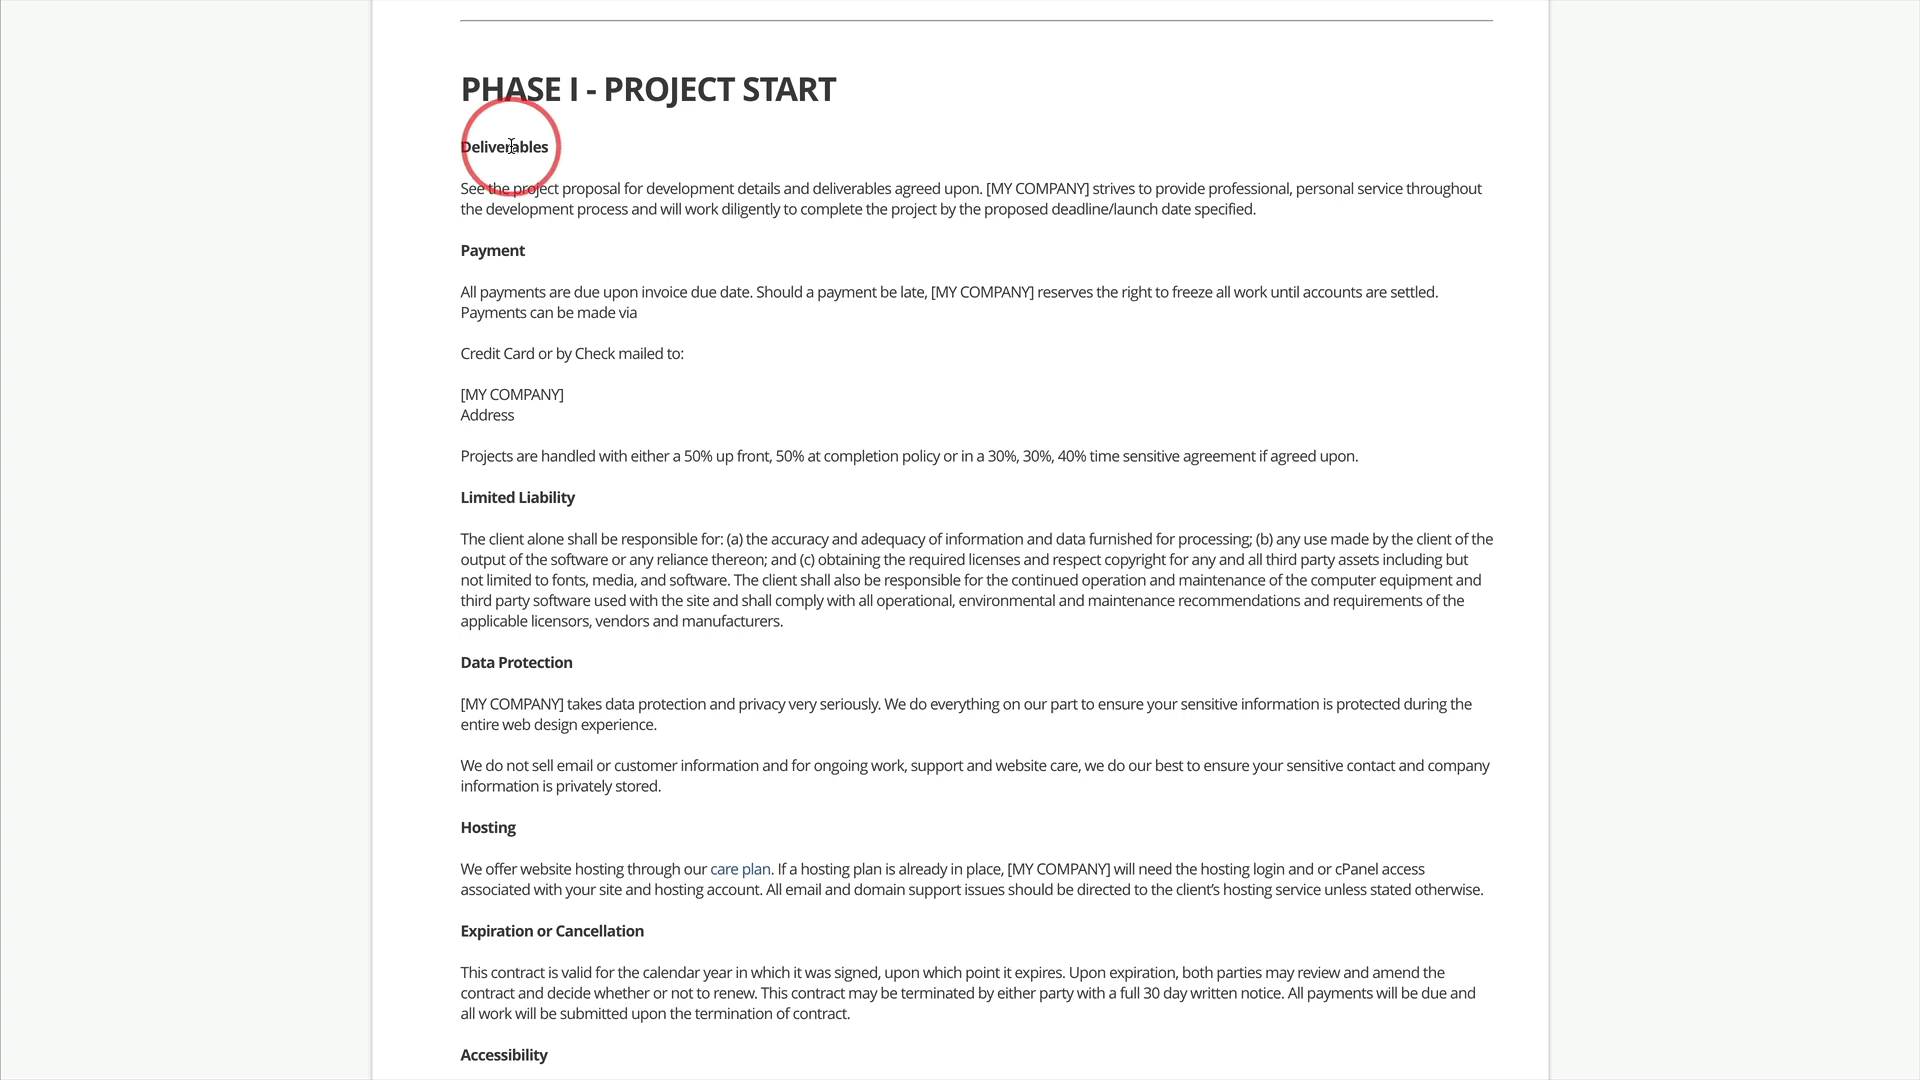 PHASE I - PROJECT START
Deliverables
See the project proposal for development details and deliverables agreed upon. [MY COMPANY] strives to provide professional, personal service throughout
the development process and will work diligently to complete the project by the proposed deadline/launch date specified.
Payment
All payments are due upon invoice due date. Should a payment be late, [MY COMPANY] reserves the right to freeze all work until accounts are settled.
Payments can be made via
Credit Card or by Check mailed to:
[MY COMPANY]
Address
Projects are handled with either a 50% up front, 50% at completion policy or in a 30%, 30%, 40% time sensitive agreement if agreed upon.
Limited Liability
The client alone shall be responsible for: (a) the accuracy and adequacy of information and data furnished for processing; (b) any use made by the client of the
output of the software or any reliance thereon; and (c) obtaining the required licenses and respect copyright for any and all third party assets including but
not limited to fonts, media, and software. The client shall also be responsible for the continued operation and maintenance of the computer equipment and
third party software used with the site and shall comply with all operational, environmental and maintenance recommendations and requirements of the
applicable licensors, vendors and manufacturers.
Data Protection
[MY COMPANY] takes data protection and privacy very seriously. We do everything on our part to ensure your sensitive information is protected during the
entire web design experience.
We do not sell email or customer information and for ongoing work, support and website care, we do our best to ensure your sensitive contact and company
information is privately stored.
Hosting
We offer website hosting through our care plan. If a hosting plan is already in place, [MY COMPANY] will need the hosting login and or cPanel access
associated with your site and hosting account. All email and domain support issues should be directed to the client’s hosting service unless stated otherwise.
Expiration or Cancellation
This contract is valid for the calendar year in which it was signed, upon which point it expires. Upon expiration, both parties may review and amend the
contract and decide whether or not to renew. This contract may be terminated by either party with a full 30 day written notice. All payments will be due and
all work will be submitted upon the termination of contract.
Accessibility